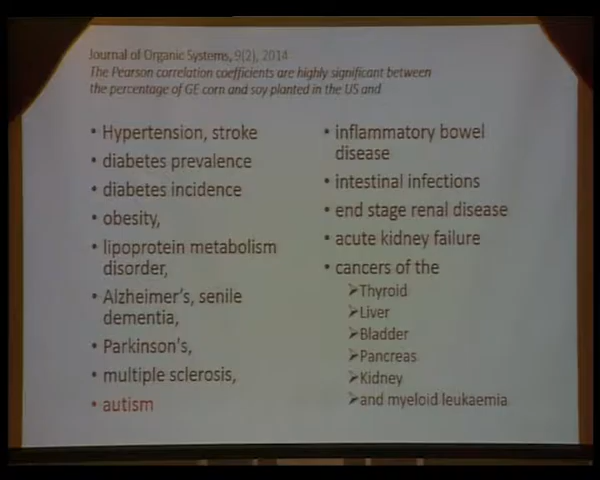 Journal of Organic Systems, 9(2), 2014
The Pearson correlation coefficients are highly significant between
the percentage of GE corn and soy planted in the US and
• Hypertension, stroke
• diabetes prevalence
• diabetes incidence
• obesity,
• lipoprotein metabolism
disorder,
• Alzheimer's, senile
dementia,
• Parkinson's,
• multiple sclerosis,
• autism
• inflammatory bowel
disease
• intestinal infections
• end stage renal disease
• acute kidney failure
• cancers of the
➢Thyroid
➢Liver
➢Bladder
➢Pancreas
➢Kidney
➢and myeloid leukaemia